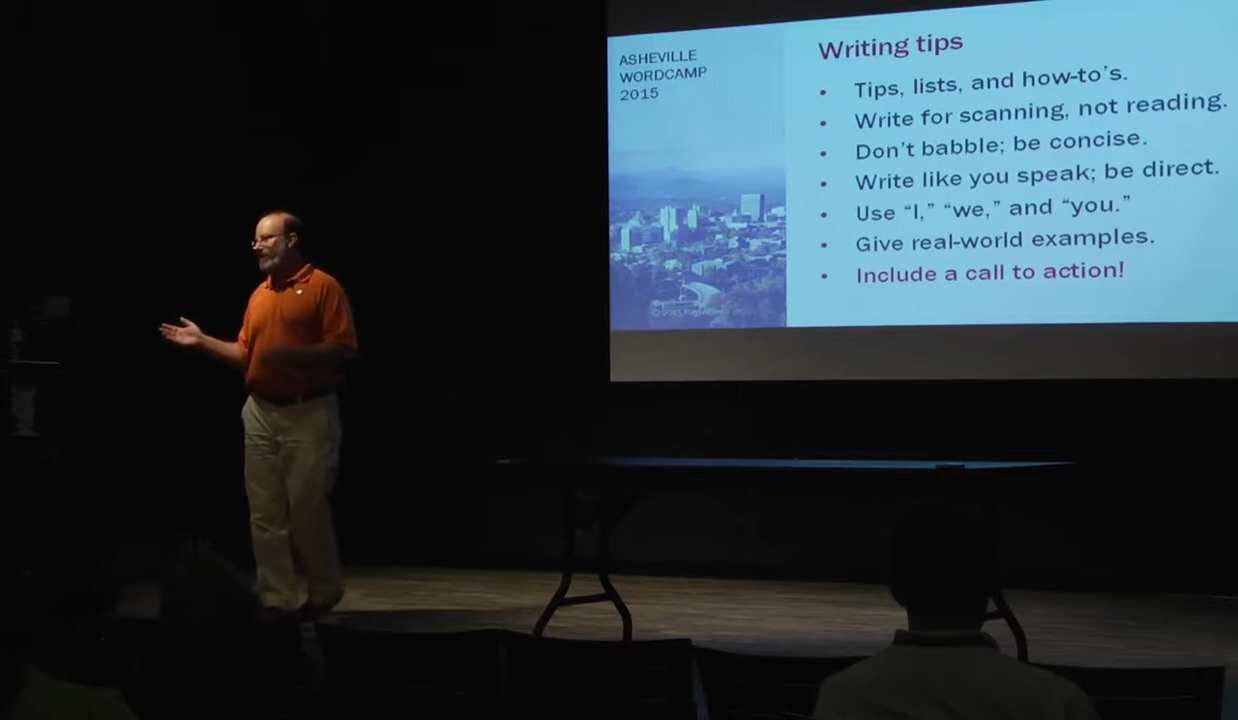 ASHEVILLE
WORDCAMP
2015
Writing tips
• Tips, lists, and how-to's.
• Write for scanning, not reading.
• Don't babble; be concise.
• Write like you speak; be direct.
• Use “I,” “we,” and “you.”
• Give real-world examples.
• Include a call to action!